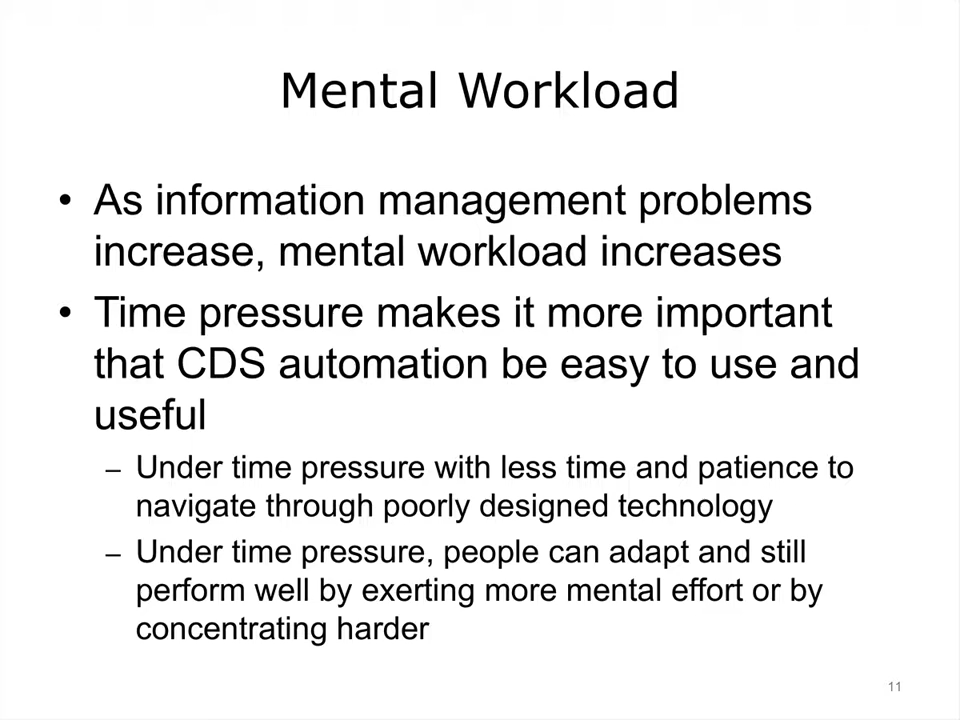 Mental Workload
• As information management problems
increase, mental workload increases
• Time pressure makes it more important
that CDS automation be easy to use and
useful
– Under time pressure with less time and patience to
navigate through poorly designed technology
– Under time pressure, people can adapt and still
perform well by exerting more mental effort or by
concentrating harder
11